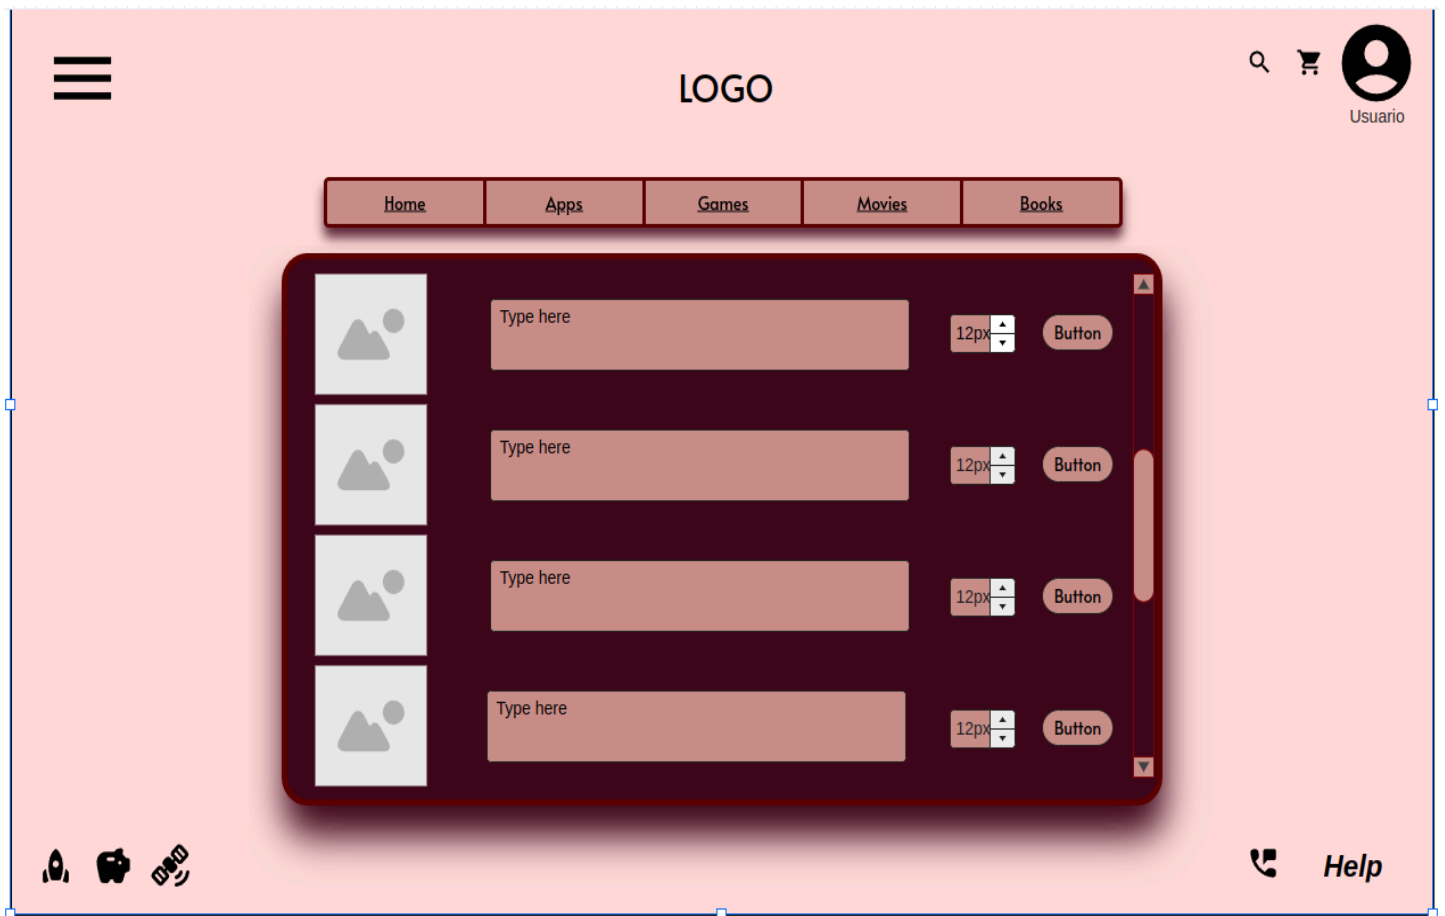 LOGO
Usuario
Home Apps Games Movies Books
Type here 12px Button
Type here 12px Button
Type here 12px Button
Type here 12px Button
Help